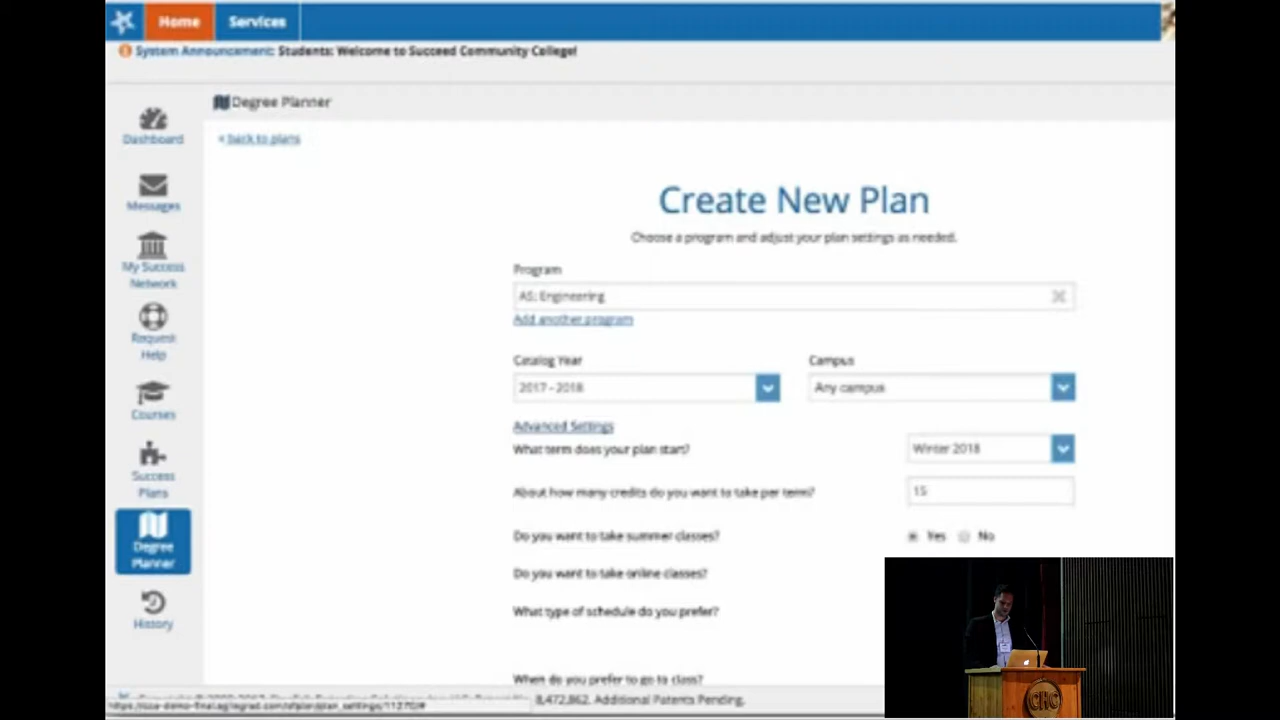 Home
Services
System Announcement: Students: Welcome to Succeed Community College!
Degree Planner
< back to plans
Dashboard
Messages
My Success
Network
Request
Help
Courses
Success
Plans
Degree
Planner
History
Create New Plan
Choose a program and adjust your plan settings as needed.
Program
AS: Engineering
Add another program
Catalog Year
Campus
2017 - 2018
Any campus
Advanced Settings
What term does your plan start?
Winter 2018
About how many credits do you want to take per term?
15
Do you want to take summer classes?
Yes
No
Do you want to take online classes?
What type of schedule do you prefer?
When do you prefer to go to class?
8,472,862. Additional Patents Pending.
CHC